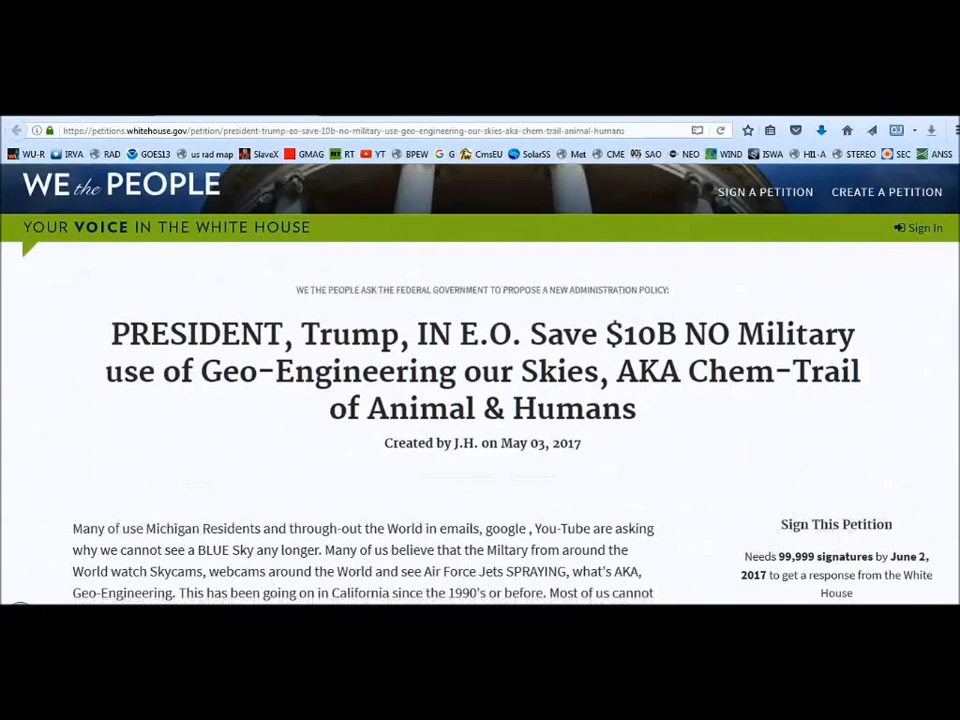 https://petitions.whitehouse.gov/petition/president-trump-eo-save-10b-no-military-use-geo-engineering-our-skies-aka-chem-trail-animal-humans
WU-R IRVA RAD GOES13 us rad map SlaveX GMAG RT YT BPEW G CmsEU SolarSS Met CME SAO NEO WIND ISWA HI1-A STEREO SEC ANSS
WE the PEOPLE
SIGN A PETITION CREATE A PETITION
YOUR VOICE IN THE WHITE HOUSE
Sign In
WE THE PEOPLE ASK THE FEDERAL GOVERNMENT TO PROPOSE A NEW ADMINISTRATION POLICY:
PRESIDENT, Trump, IN E.O. Save $10B NO Military
use of Geo-Engineering our Skies, AKA Chem-Trail
of Animal & Humans
Created by J.H. on May 03, 2017
Many of use Michigan Residents and through-out the World in emails, google , You-Tube are asking
why we cannot see a BLUE Sky any longer. Many of us believe that the Miltary from around the
World watch Skycams, webcams around the World and see Air Force Jets SPRAYING, what's AKA,
Geo-Engineering. This has been going on in California since the 1990's or before. Most of us cannot
Sign This Petition
Needs 99,999 signatures by June 2,
2017 to get a response from the White
House